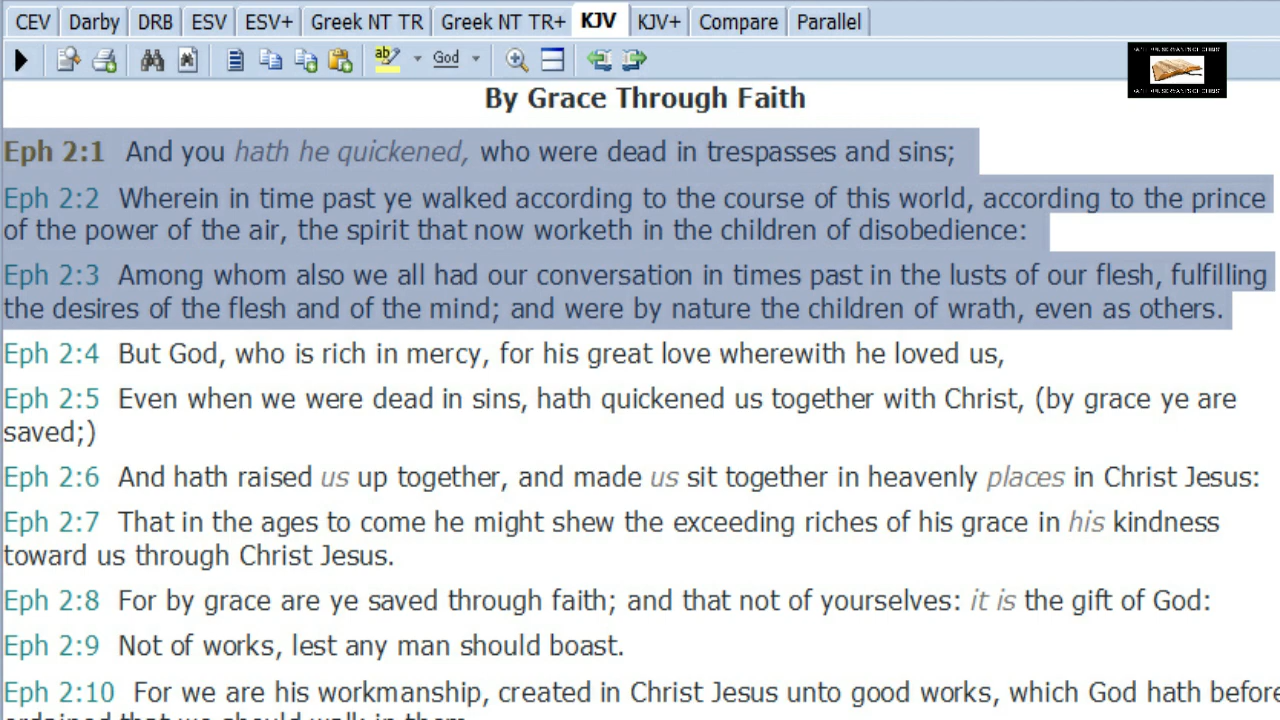 CEV Darby DRB ESV ESV+ Greek NT TR Greek NT TR+ KJV KJV+ Compare Parallel
ab God
By Grace Through Faith
Eph 2:1 And you hath he quickened, who were dead in trespasses and sins;
Eph 2:2 Wherein in time past ye walked according to the course of this world, according to the prince
of the power of the air, the spirit that now worketh in the children of disobedience:
Eph 2:3 Among whom also we all had our conversation in times past in the lusts of our flesh, fulfilling
the desires of the flesh and of the mind; and were by nature the children of wrath, even as others.
Eph 2:4 But God, who is rich in mercy, for his great love wherewith he loved us,
Eph 2:5 Even when we were dead in sins, hath quickened us together with Christ, (by grace ye are
saved;)
Eph 2:6 And hath raised us up together, and made us sit together in heavenly places in Christ Jesus:
Eph 2:7 That in the ages to come he might shew the exceeding riches of his grace in his kindness
toward us through Christ Jesus.
Eph 2:8 For by grace are ye saved through faith; and that not of yourselves: it is the gift of God:
Eph 2:9 Not of works, lest any man should boast.
Eph 2:10 For we are his workmanship, created in Christ Jesus unto good works, which God hath before
ordained that we should walk in them.